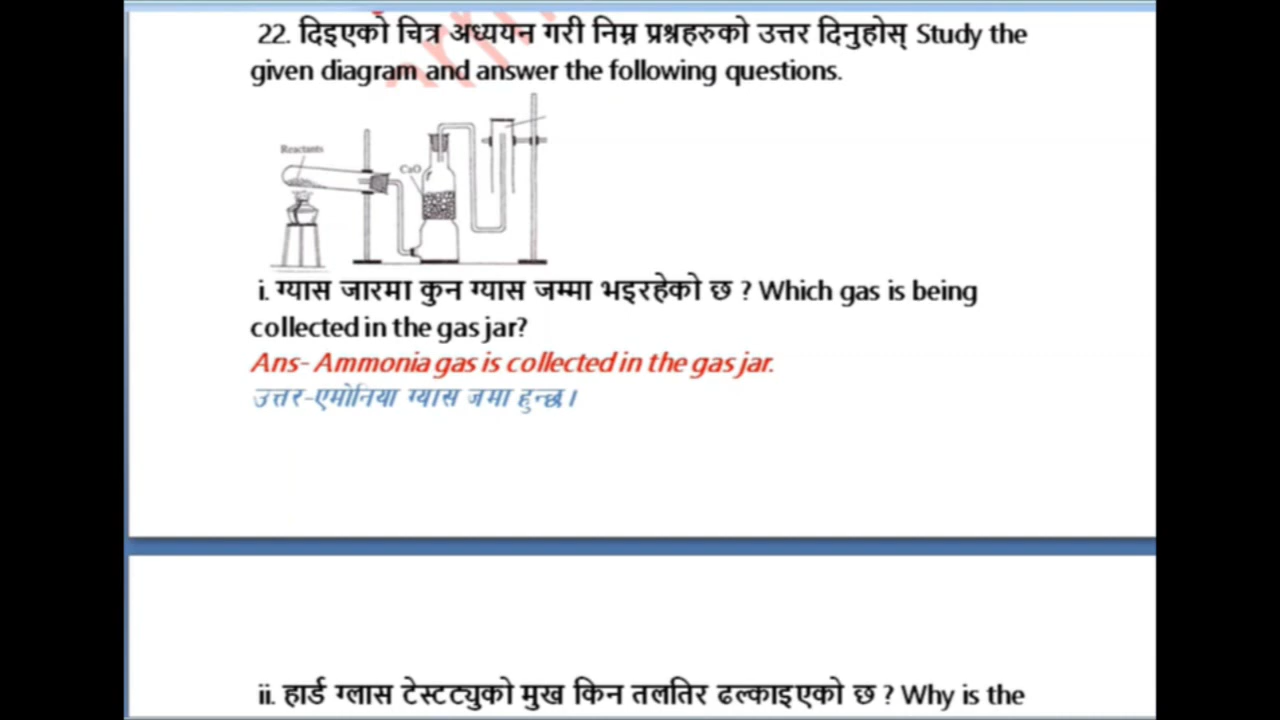 22. दिइएको चित्र अध्ययन गरी निम्न प्रश्नहरुको उत्तर दिनुहोस् Study the
given diagram and answer the following questions.
Reactants
CaO
i. ग्यास जारमा कुन ग्यास जम्मा भइरहेको छ ? Which gas is being
collected in the gas jar?
Ans- Ammonia gas is collected in the gas jar.
उत्तर-एमोनिया ग्यास जमा हुन्छ।
ii. हार्ड ग्लास टेस्टट्युको मुख किन तलतिर ढल्काइएको छ ? Why is the